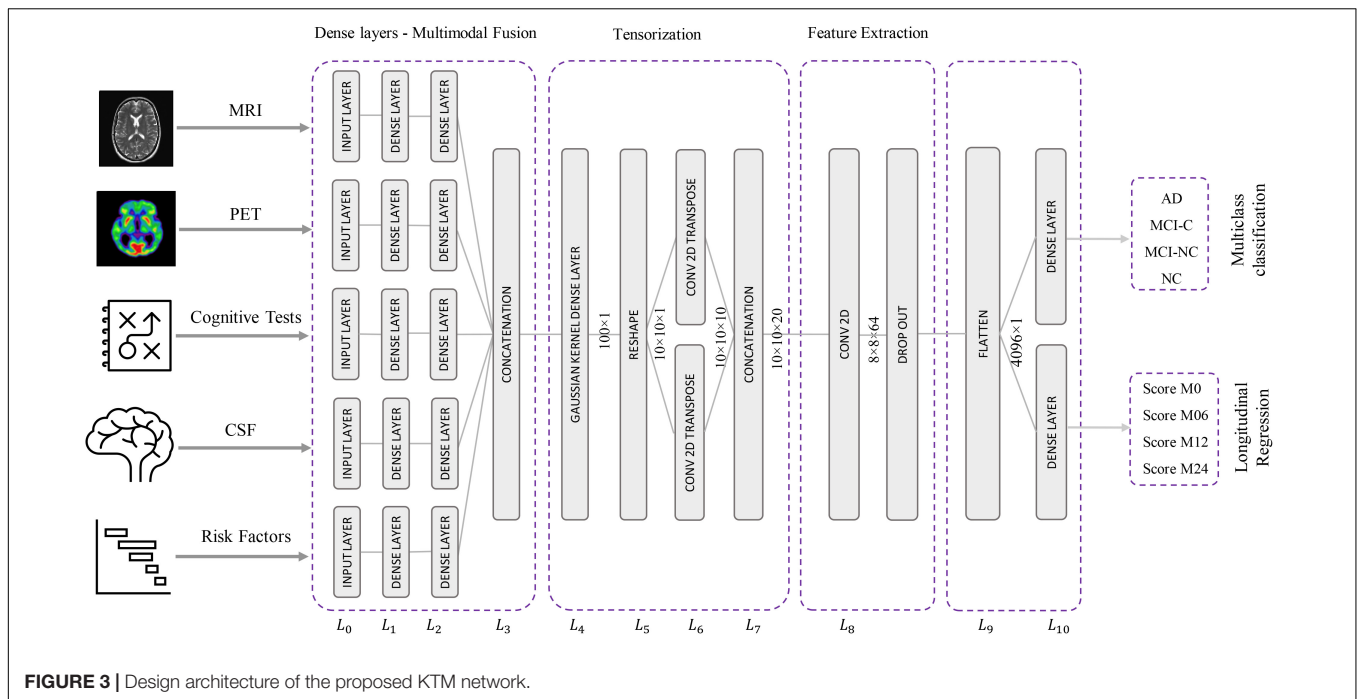 Dense layers - Multimodal Fusion
Tensorization
Feature Extraction
MRI
PET
Cognitive Tests
CSF
Risk Factors
INPUT LAYER
DENSE LAYER
DENSE LAYER
INPUT LAYER
DENSE LAYER
DENSE LAYER
INPUT LAYER
DENSE LAYER
DENSE LAYER
INPUT LAYER
DENSE LAYER
DENSE LAYER
INPUT LAYER
DENSE LAYER
DENSE LAYER
CONCATENATION
GAUSSIAN KERNEL DENSE LAYER
100×1
RESHAPE
10×10×1
CONV 2D TRANSPOSE
CONV 2D TRANSPOSE
10×10×10
CONCATENATION
10×10×20
CONV 2D
8×8×64
DROP OUT
FLATTEN
4096×1
DENSE LAYER
DENSE LAYER
AD
MCI-C
MCI-NC
NC
Multiclass
classification
Score M0
Score M06
Score M12
Score M24
Longitudinal
Regression
L₀
L₁
L₂
L₃
L₄
L₅
L₆
L₇
L₈
L₉
L₁₀
FIGURE 3 | Design architecture of the proposed KTM network.